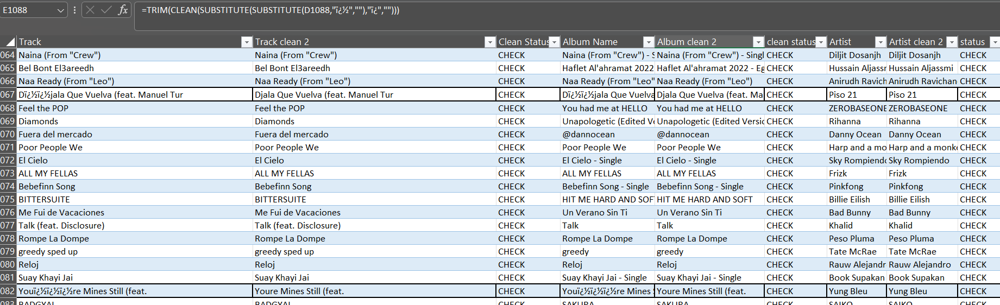 E1088 fx =TRIM(CLEAN(SUBSTITUTE(SUBSTITUTE(D1088,"ï¿½",""),"ï¿","")))
Track Track clean 2 Clean Status Album Name Album clean 2 clean status Artist Artist clean 2 status
064 Naina (From "Crew") Naina (From "Crew") CHECK Naina (From "Crew") - S Naina (From "Crew") - Singl CHECK Diljit Dosanjh Diljit Dosanjh CHECK
065 Bel Bont El3areedh Bel Bont El3areedh CHECK Haflet Al'ahramat 2022 Haflet Al'ahramat 2022 - Eg CHECK Hussain Aljassr Hussain Aljassmi CHECK
066 Naa Ready (From "Leo") Naa Ready (From "Leo") CHECK Naa Ready (From "Leo" Naa Ready (From "Leo") CHECK Anirudh Ravich Anirudh Ravichan CHECK
067 Dï¿½ï¿½jala Que Vuelva (feat. Manuel Tur Djala Que Vuelva (feat. Manuel Tur CHECK Dï¿½ï¿½jala Que Vuelva Djala Que Vuelva (feat. Ma CHECK Piso 21 Piso 21 CHECK
068 Feel the POP Feel the POP CHECK You had me at HELLO You had me at HELLO CHECK ZEROBASEONE ZEROBASEONE CHECK
069 Diamonds Diamonds CHECK Unapologetic (Edited Ve Unapologetic (Edited Versic CHECK Rihanna Rihanna CHECK
070 Fuera del mercado Fuera del mercado CHECK @dannocean @dannocean CHECK Danny Ocean Danny Ocean CHECK
071 Poor People We Poor People We CHECK Poor People We Poor People We CHECK Harp and a mo Harp and a monke CHECK
072 El Cielo El Cielo CHECK El Cielo - Single El Cielo - Single CHECK Sky Rompiendo Sky Rompiendo CHECK
073 ALL MY FELLAS ALL MY FELLAS CHECK ALL MY FELLAS ALL MY FELLAS CHECK Frizk Frizk CHECK
074 Bebefinn Song Bebefinn Song CHECK Bebefinn Song - Single Bebefinn Song - Single CHECK Pinkfong Pinkfong CHECK
075 BITTERSUITE BITTERSUITE CHECK HIT ME HARD AND SOF HIT ME HARD AND SOFT CHECK Billie Eilish Billie Eilish CHECK
076 Me Fui de Vacaciones Me Fui de Vacaciones CHECK Un Verano Sin Ti Un Verano Sin Ti CHECK Bad Bunny Bad Bunny CHECK
077 Talk (feat. Disclosure) Talk (feat. Disclosure) CHECK Talk Talk CHECK Khalid Khalid CHECK
078 Rompe La Dompe Rompe La Dompe CHECK Rompe La Dompe Rompe La Dompe CHECK Peso Pluma Peso Pluma CHECK
079 greedy sped up greedy sped up CHECK greedy greedy CHECK Tate McRae Tate McRae CHECK
080 Reloj Reloj CHECK Reloj Reloj CHECK Rauw Alejandr Rauw Alejandro CHECK
081 Suay Khayi Jai Suay Khayi Jai CHECK Suay Khayi Jai - Single Suay Khayi Jai - Single CHECK Book Supakan Book Supakan CHECK
082 Youï¿½ï¿½ï¿½re Mines Still (feat. Youre Mines Still (feat. CHECK Youï¿½ï¿½ï¿½re Mines S Youre Mines Still (feat. CHECK Yung Bleu Yung Bleu CHECK
083 BADGYAL BADGYAL CHECK SAKURA SAKURA CHECK SAIKO SAIKO CHECK